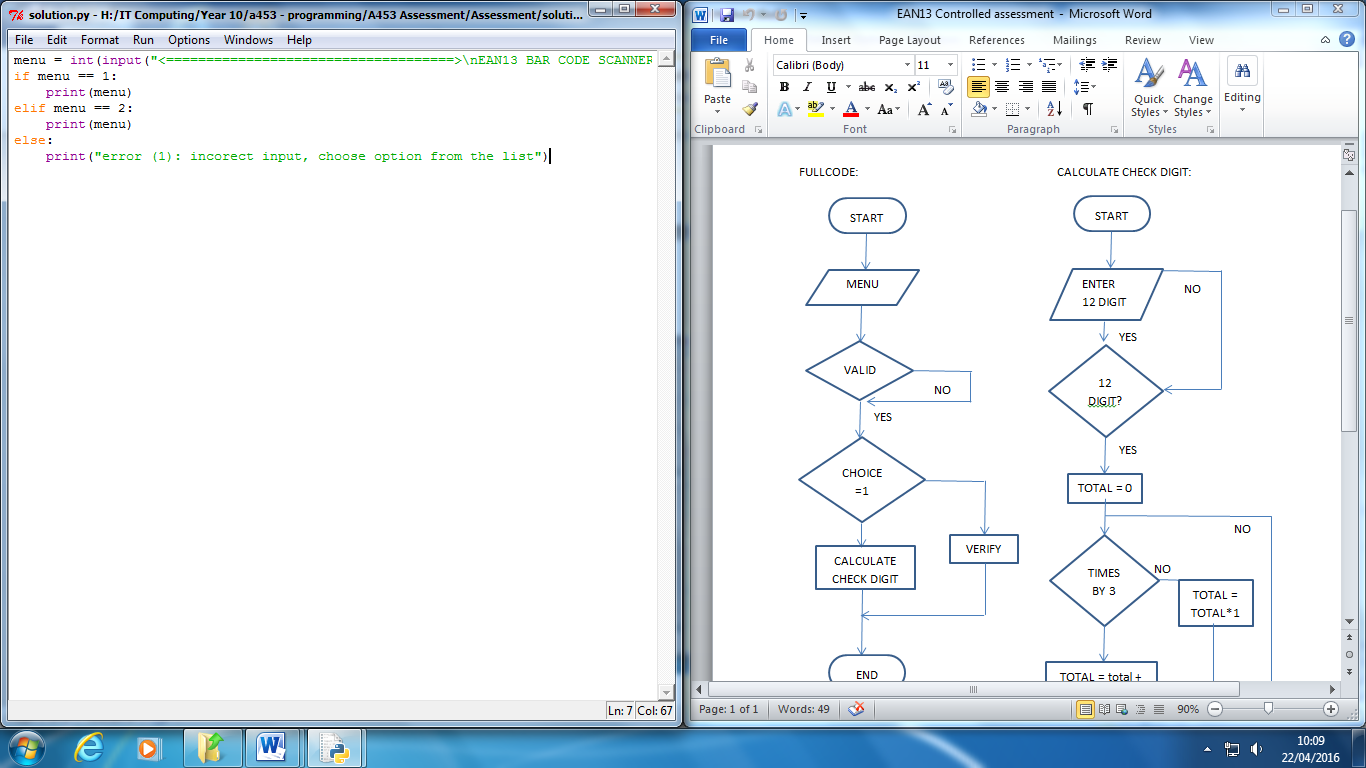 solution.py - H:/IT Computing/Year 10/a453 - programming/A453 Assessment/Assessment/soluti...
File Edit Format Run Options Windows Help
menu = int(input("<====================================>\nEAN13 BAR CODE SCANNER
if menu == 1:
    print(menu)
elif menu == 2:
    print(menu)
else:
    print("error (1): incorect input, choose option from the list")
Ln: 7 Col: 67
EAN13 Controlled assessment - Microsoft Word
File Home Insert Page Layout References Mailings Review View
Calibri (Body) 11
Paste
Quick Styles
Change Styles
Editing
Clipboard Font Paragraph Styles
FULLCODE:
START
MENU
VALID
NO
YES
CHOICE
=1
VERIFY
CALCULATE
CHECK DIGIT
END
CALCULATE CHECK DIGIT:
START
ENTER
12 DIGIT
NO
YES
12
DIGIT?
YES
TOTAL = 0
NO
TIMES
BY 3
NO
TOTAL =
TOTAL*1
TOTAL = total +
Page: 1 of 1 Words: 49 90%
10:09
22/04/2016